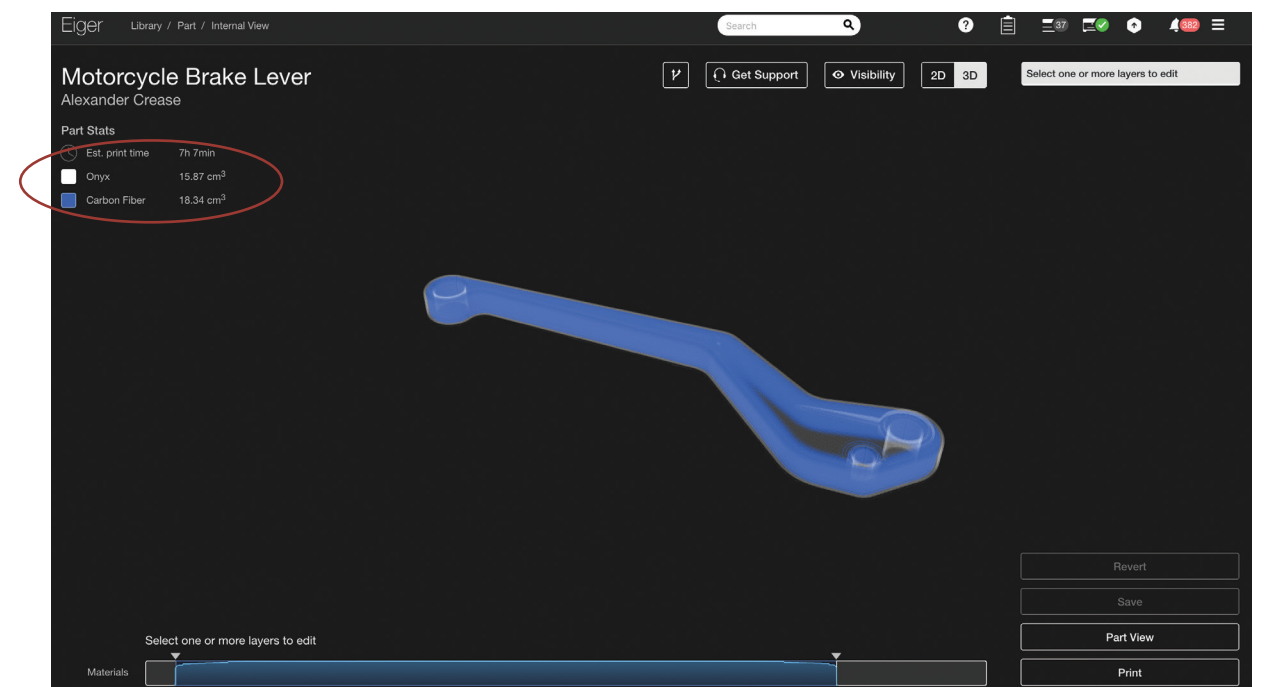 Eiger Library / Part / Internal View Search ? 37 382
Motorcycle Brake Lever Get Support Visibility 2D 3D Select one or more layers to edit
Alexander Crease
Part Stats
Est. print time 7h 7min
Onyx 15.87 cm³
Carbon Fiber 18.34 cm³
Revert
Save
Select one or more layers to edit Part View
Materials Print